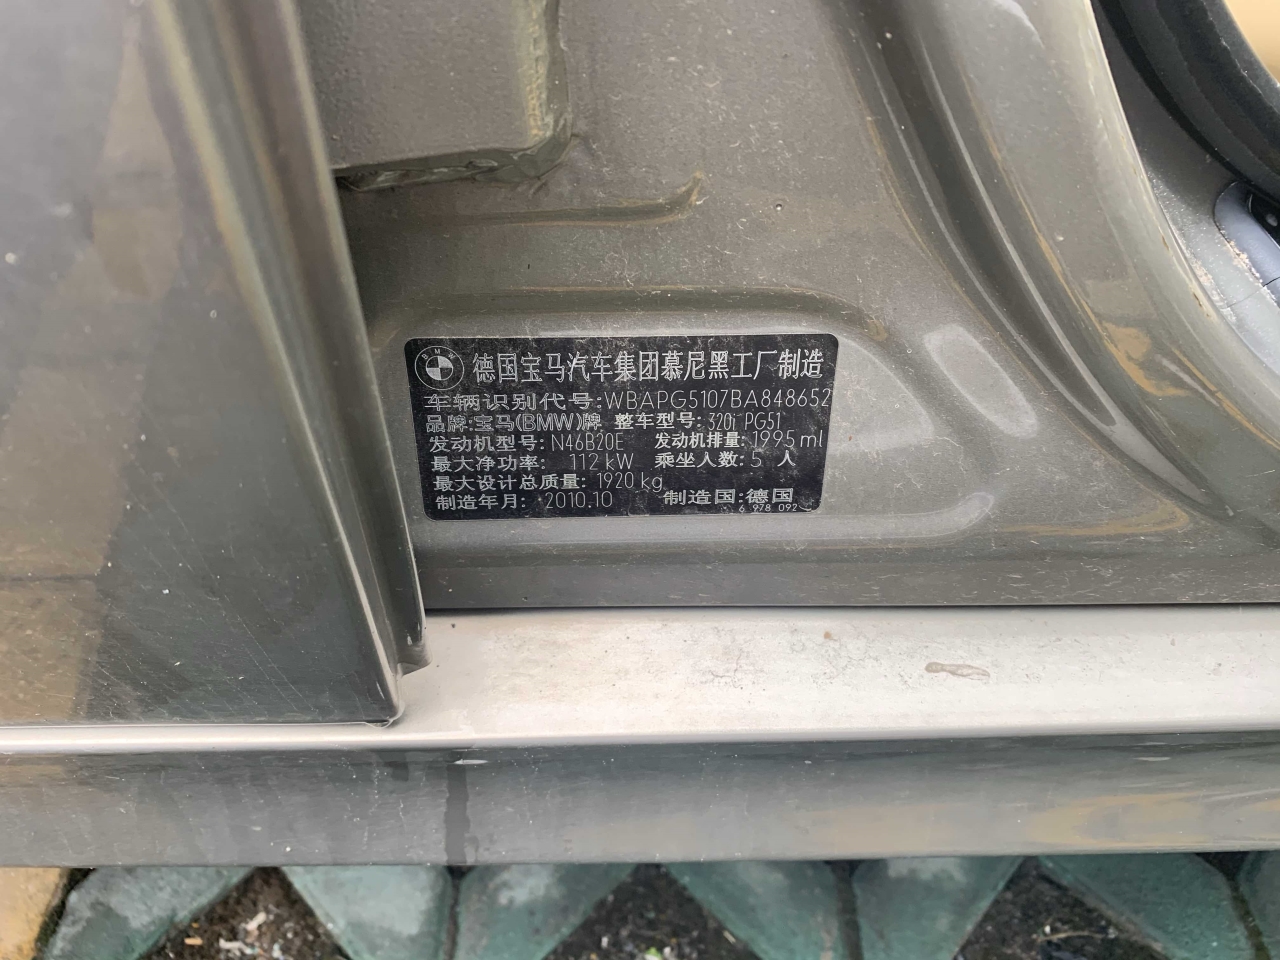 BMW
德国宝马汽车集团慕尼黑工厂制造
车辆识别代号:WBAPG5107BA848652
品牌:宝马(BMW)牌 整车型号:320i PG51
发动机型号:N46B20E 发动机排量:1995ml
最大净功率: 112kW 乘坐人数:5 人
最大设计总质量:1920kg
制造年月:2010.10 制造国:德国
6 978 092